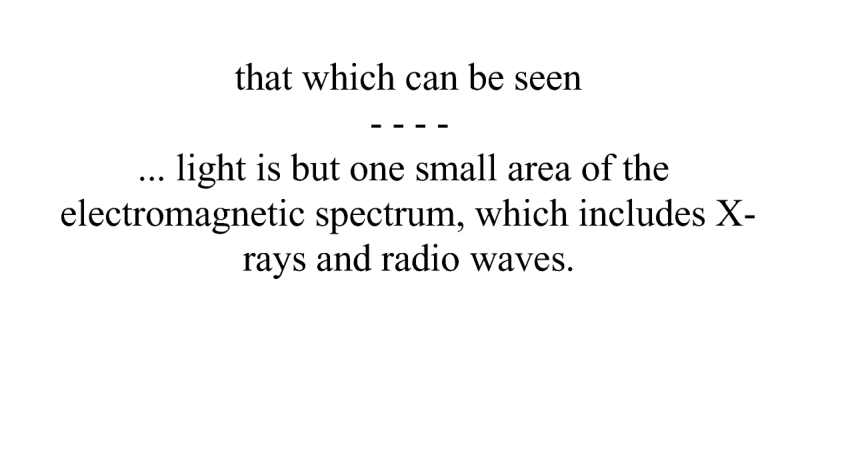 that which can be seen
- - - -
... light is but one small area of the
electromagnetic spectrum, which includes X-
rays and radio waves.